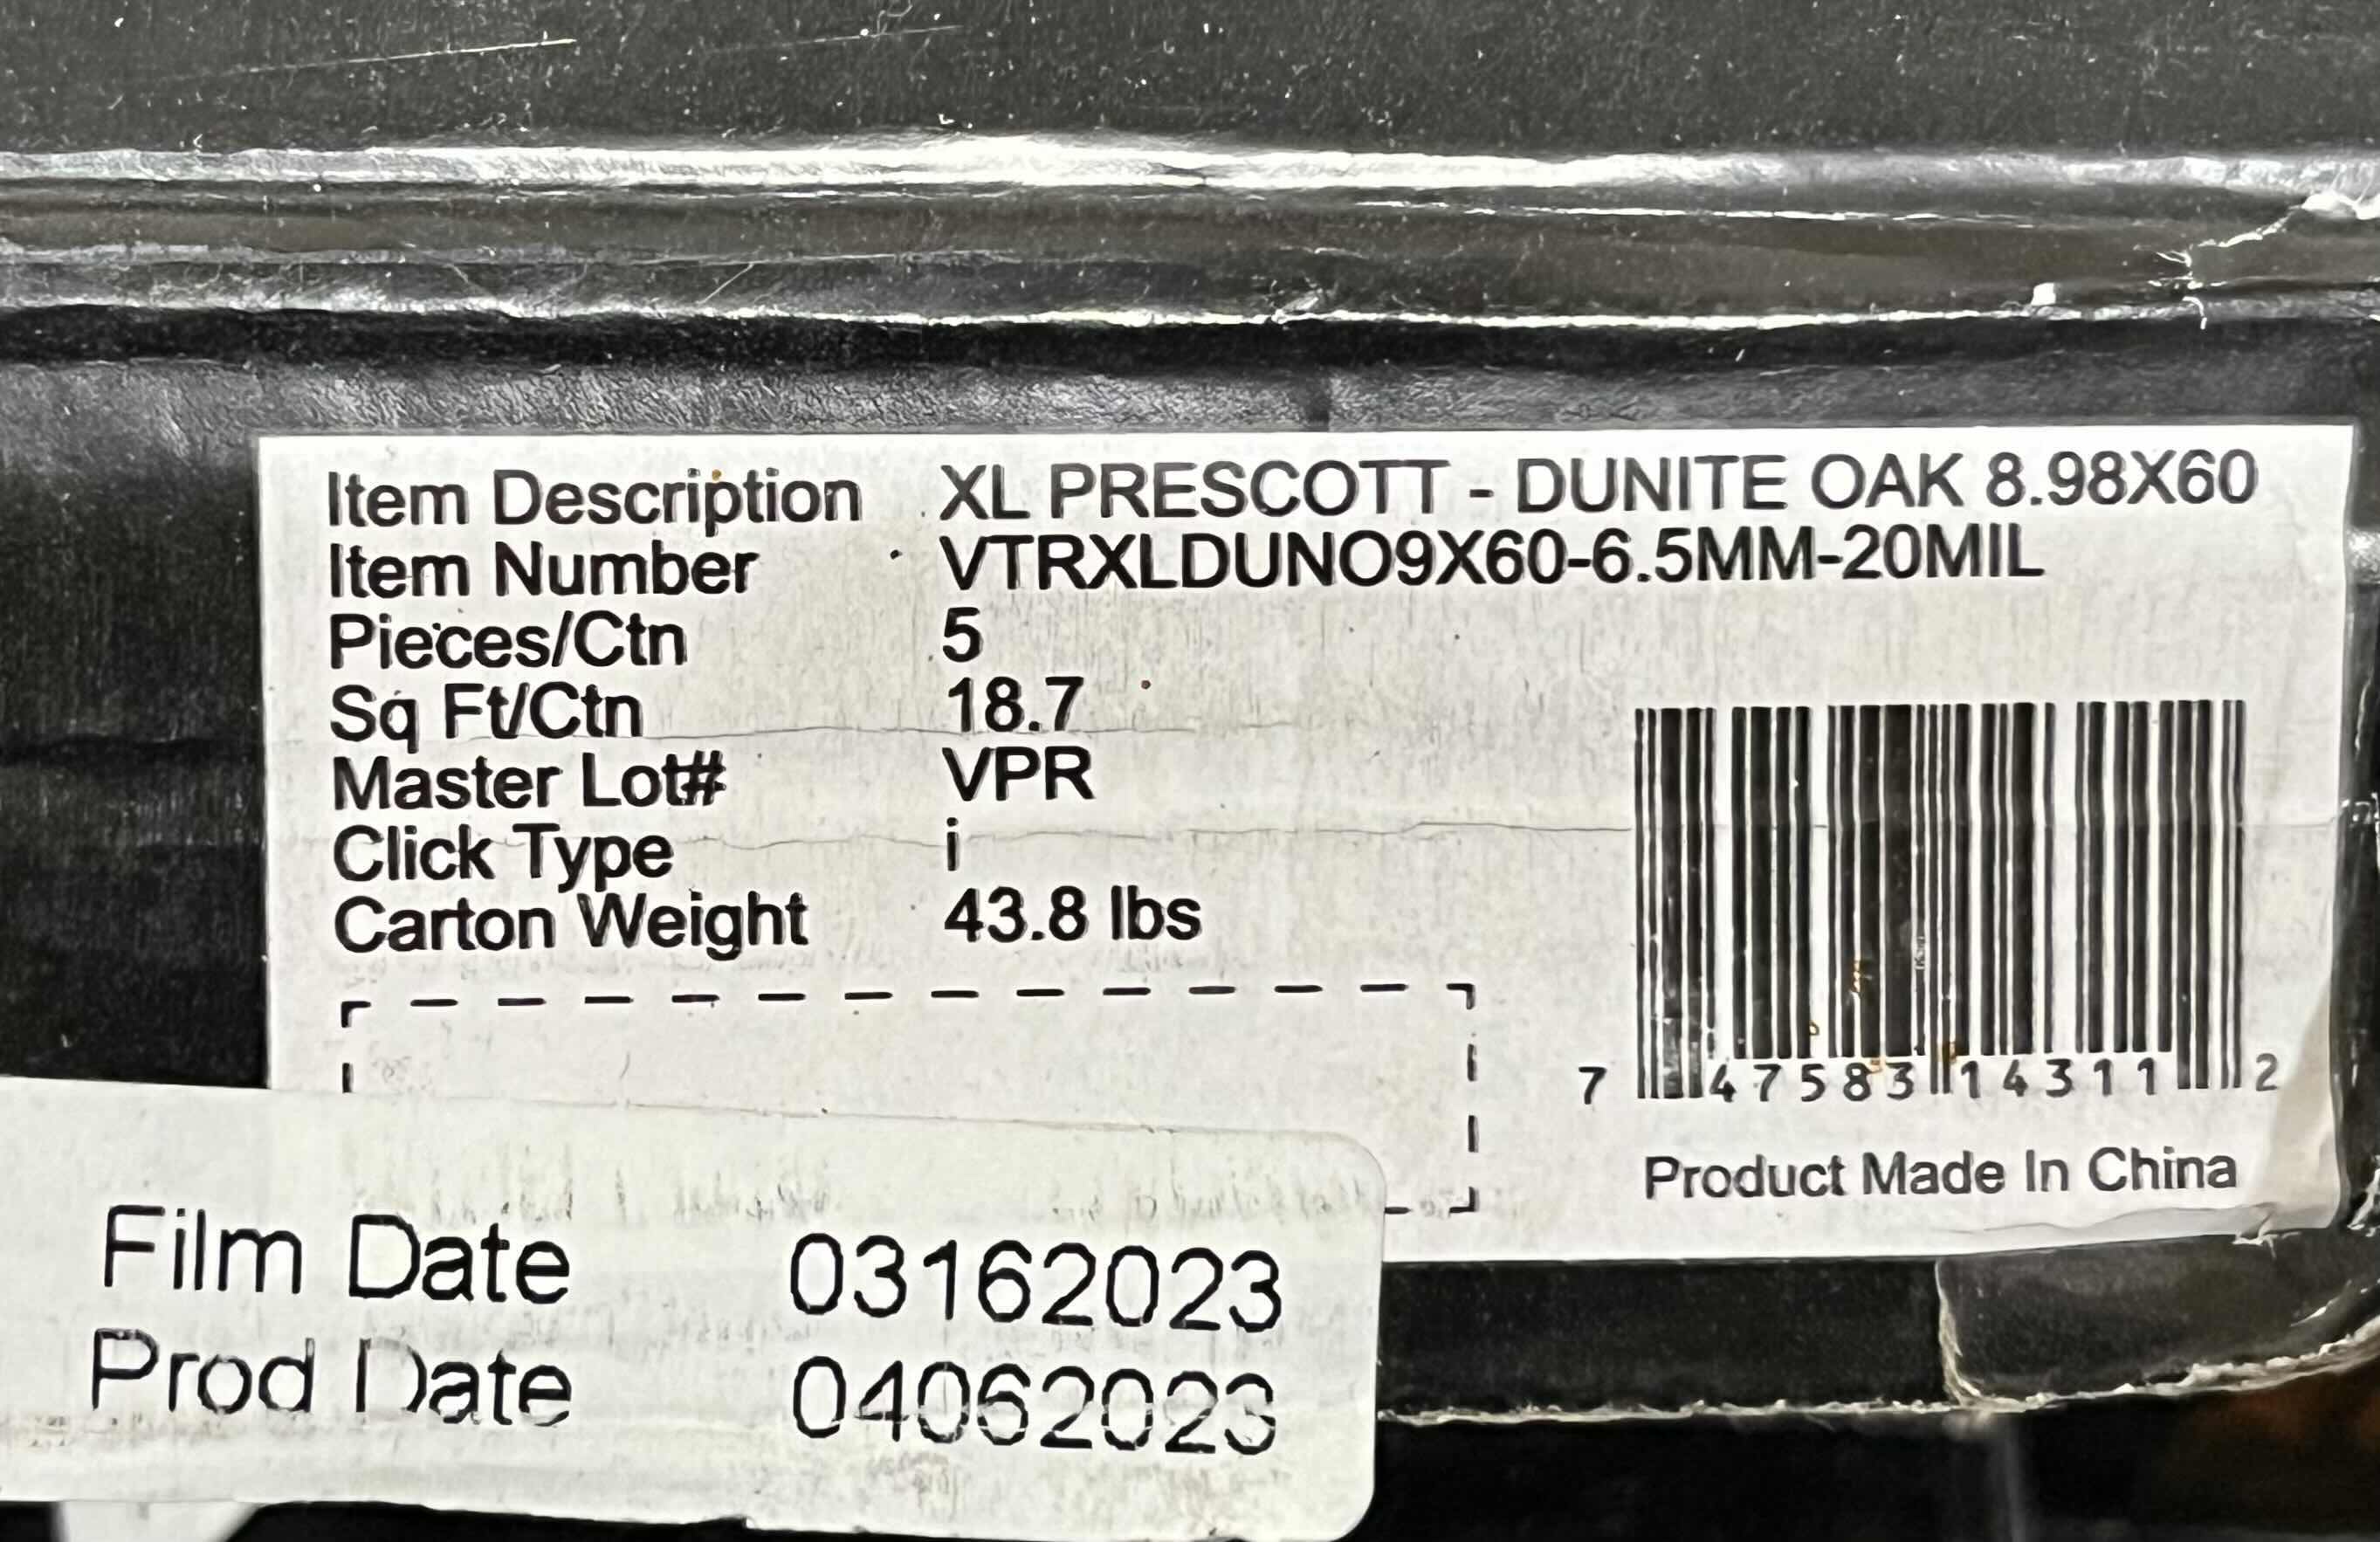 Item Description XL PRESCOTT - DUNITE OAK 8.98X60
Item Number VTRXLDUNO9X60-6.5MM-20MIL
Pieces/Ctn 5
Sq Ft/Ctn 18.7
Master Lot# VPR
Click Type i
Carton Weight 43.8 lbs
7 47583 14311 2
Product Made In China
Film Date 03162023
Prod Date 04062023